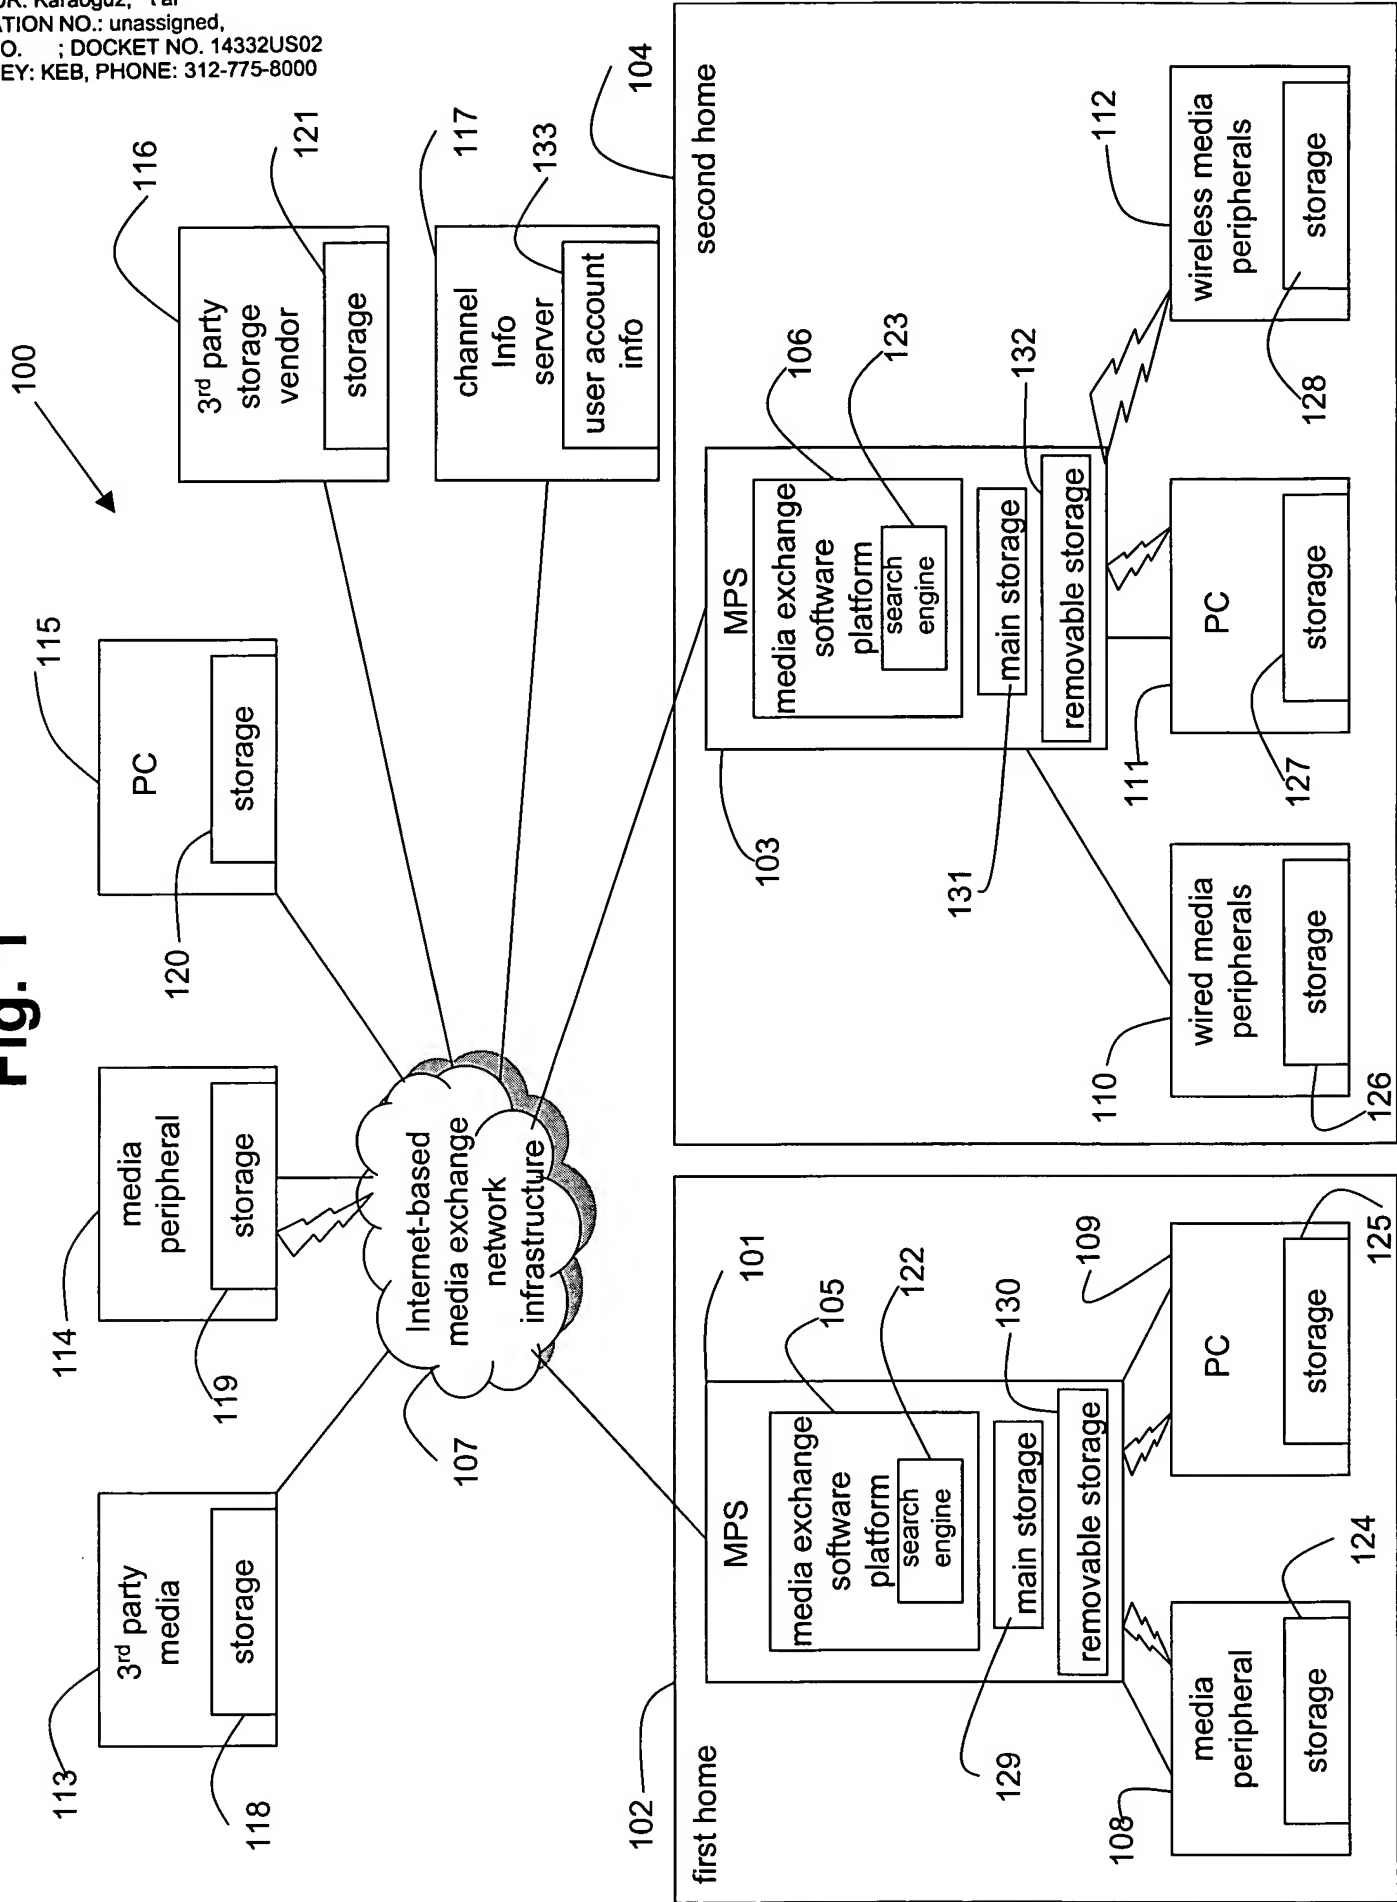 OR: Karaoguz, t al
ATION NO.: unassigned,
O. ; DOCKET NO. 14332US02
EY: KEB, PHONE: 312-775-8000
Fig. 1
100
113
3rd party
media
storage
118
114
media
peripheral
storage
119
115
PC
storage
120
116
3rd party
storage
vendor
storage
121
117
channel
Info
server
user account
info
133
107
Internet-based
media exchange
network
infrastructure
102
first home
101
MPS
media exchange
software
platform
search
engine
105
122
main storage
129
removable storage
130
108
media
peripheral
storage
124
109
PC
storage
125
104
second home
103
MPS
media exchange
software
platform
search
engine
106
123
main storage
131
removable storage
132
110
wired media
peripherals
storage
126
111
PC
storage
127
112
wireless media
peripherals
storage
128